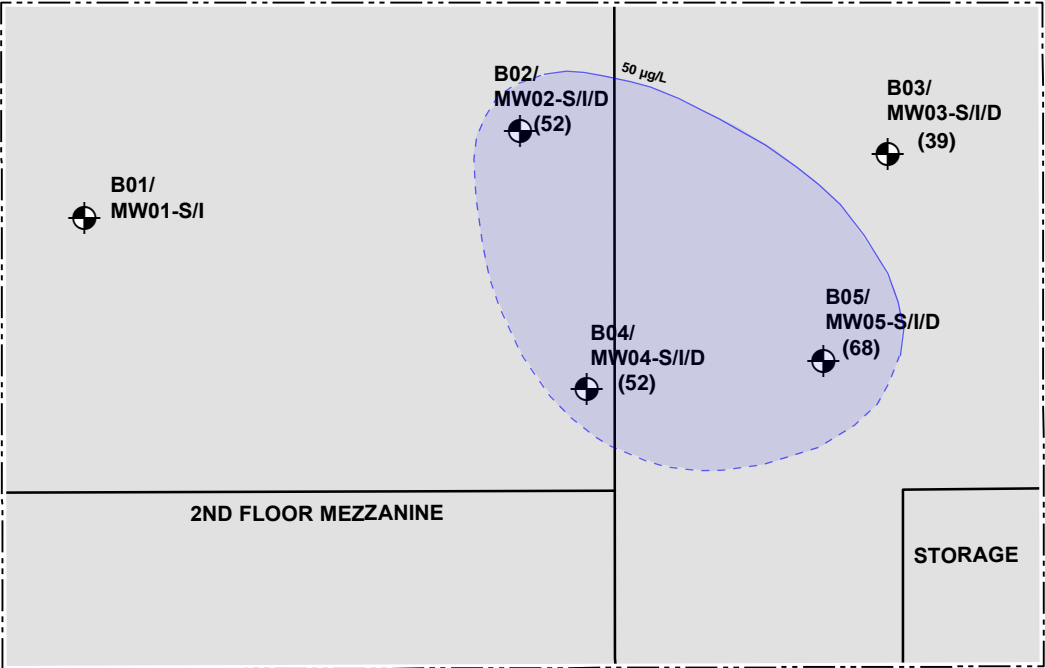 B02/
MW02-S/I/D
(52)
50 µg/L
B03/
MW03-S/I/D
(39)
B01/
MW01-S/I
B05/
MW05-S/I/D
(68)
B04/
MW04-S/I/D
(52)
2ND FLOOR MEZZANINE
STORAGE